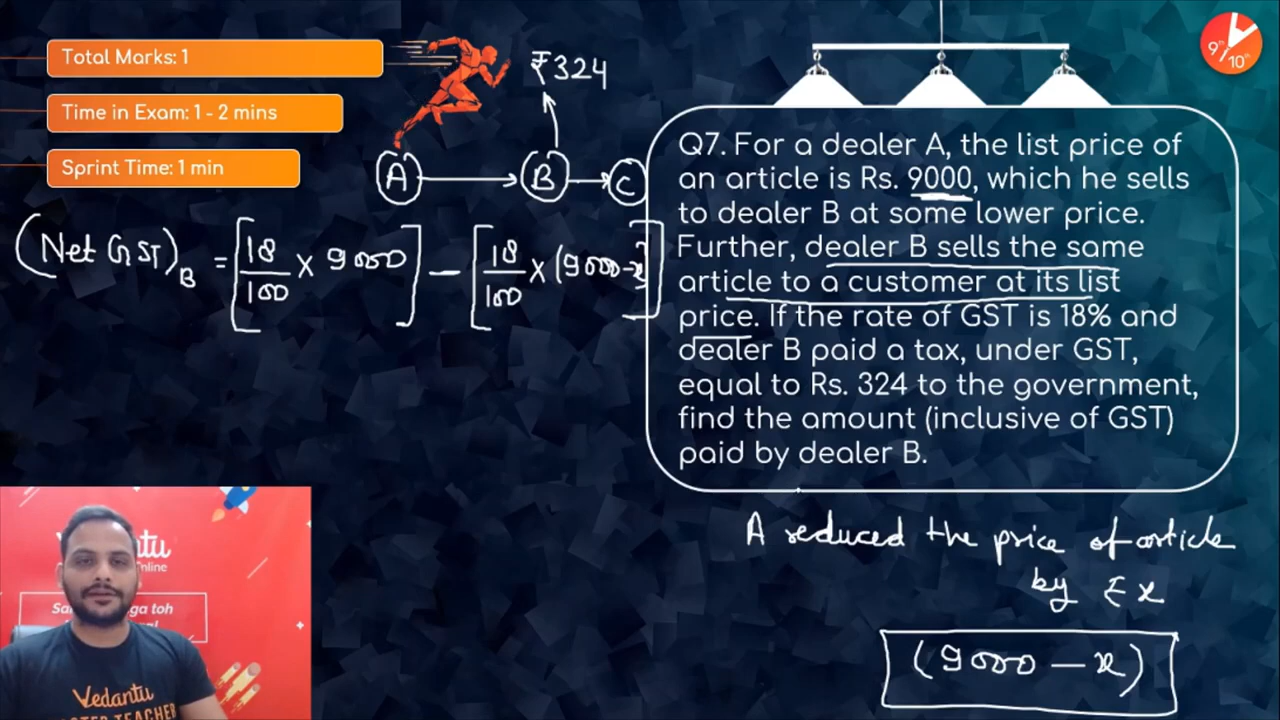 Total Marks: 1
Time in Exam: 1 - 2 mins
Sprint Time: 1 min
₹324
A B C
(Net GST)B = [18/100 × 9000] − [18/100 × (9000-x]
9th 10th
Q7. For a dealer A, the list price of
an article is Rs. 9000, which he sells
to dealer B at some lower price.
Further, dealer B sells the same
article to a customer at its list
price. If the rate of GST is 18% and
dealer B paid a tax, under GST,
equal to Rs. 324 to the government,
find the amount (inclusive of GST)
paid by dealer B.
A reduced the price of article
by ₹ x
(9000 − x)
Vedantu